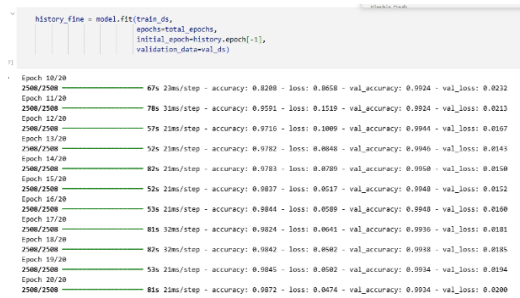 history_fine = model.fit(train_ds,
epochs=total_epochs,
initial_epoch=history.epoch[-1],
validation_data=val_ds)
Epoch 10/20
2508/2508 67s 23ms/step - accuracy: 0.8208 - loss: 0.8658 - val_accuracy: 0.9924 - val_loss: 0.0232
Epoch 11/20
2508/2508 78s 31ms/step - accuracy: 0.9591 - loss: 0.1519 - val_accuracy: 0.9924 - val_loss: 0.0213
Epoch 12/20
2508/2508 57s 21ms/step - accuracy: 0.9716 - loss: 0.1009 - val_accuracy: 0.9944 - val_loss: 0.0167
Epoch 13/20
2508/2508 52s 21ms/step - accuracy: 0.9782 - loss: 0.0848 - val_accuracy: 0.9946 - val_loss: 0.0143
Epoch 14/20
2508/2508 82s 21ms/step - accuracy: 0.9783 - loss: 0.0789 - val_accuracy: 0.9950 - val_loss: 0.0150
Epoch 15/20
2508/2508 52s 21ms/step - accuracy: 0.9837 - loss: 0.0517 - val_accuracy: 0.9948 - val_loss: 0.0152
Epoch 16/20
2508/2508 53s 21ms/step - accuracy: 0.9844 - loss: 0.0589 - val_accuracy: 0.9948 - val_loss: 0.0160
Epoch 17/20
2508/2508 81s 32ms/step - accuracy: 0.9824 - loss: 0.0641 - val_accuracy: 0.9936 - val_loss: 0.0181
Epoch 18/20
2508/2508 82s 32ms/step - accuracy: 0.9842 - loss: 0.0502 - val_accuracy: 0.9938 - val_loss: 0.0185
Epoch 19/20
2508/2508 53s 21ms/step - accuracy: 0.9845 - loss: 0.0502 - val_accuracy: 0.9934 - val_loss: 0.0194
Epoch 20/20
2508/2508 81s 21ms/step - accuracy: 0.9872 - loss: 0.0474 - val_accuracy: 0.9934 - val_loss: 0.0200